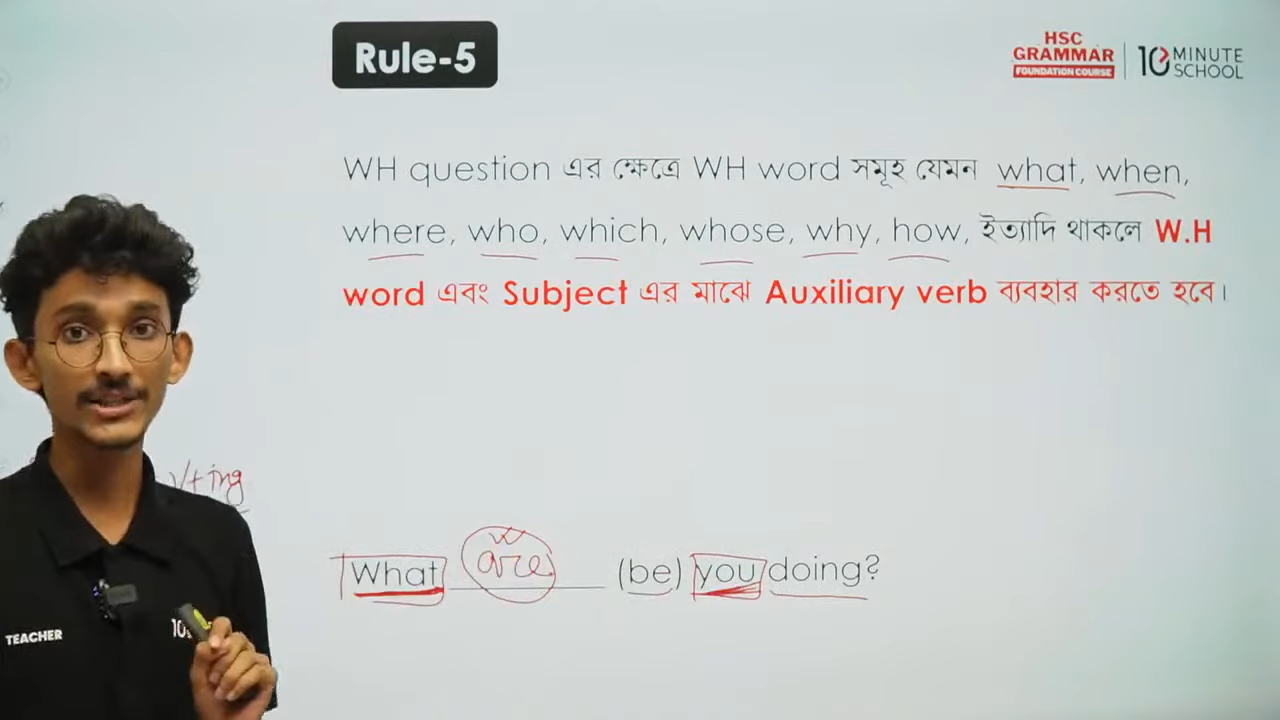 Rule-5
HSC
GRAMMAR
FOUNDATION COURSE
10 MINUTE
SCHOOL
WH question এর ক্ষেত্রে WH word সমূহ যেমন what, when,
where, who, which, whose, why, how, ইত্যাদি থাকলে W.H
word এবং Subject এর মাঝে Auxiliary verb ব্যবহার করতে হবে।
V+ing
What are (be) you doing?
TEACHER
10